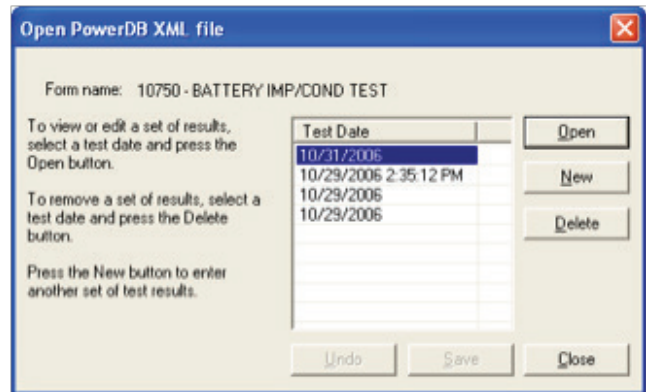 Open PowerDB XML file
Form name: 10750 - BATTERY IMP/COND TEST
To view or edit a set of results,
select a test date and press the
Open button.
To remove a set of results, select a
test date and press the Delete
button.
Press the New button to enter
another set of test results.
Test Date
10/31/2006
10/29/2006 2:35:12 PM
10/29/2006
10/29/2006
Open
New
Delete
Undo
Save
Close